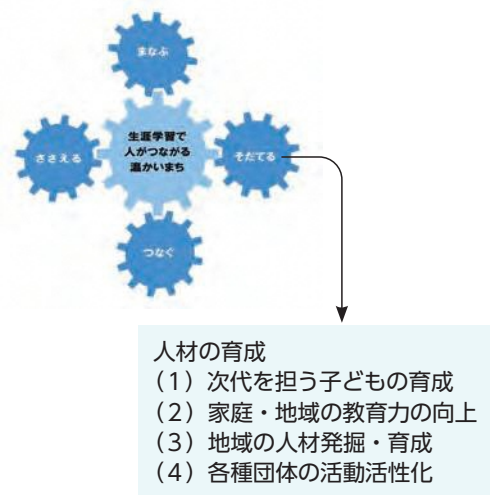 まなぶ
生涯学習で
人がつながる
温かいまち
ささえる
そだてる
つなぐ
人材の育成
（1）次代を担う子どもの育成
（2）家庭・地域の教育力の向上
（3）地域の人材発掘・育成
（4）各種団体の活動活性化